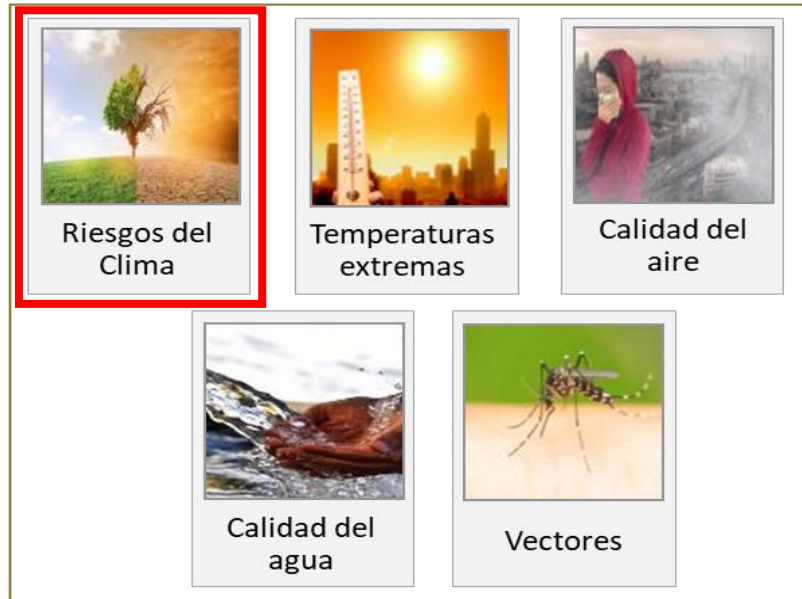 Riesgos del
Clima
Temperaturas
extremas
Calidad del
aire
Calidad del
agua
Vectores